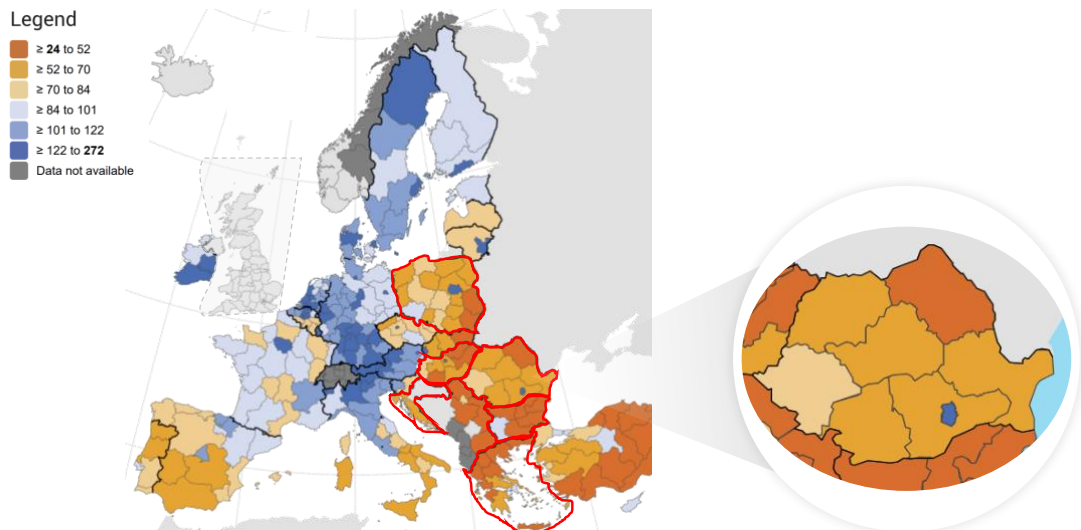 Legend
≥ 24 to 52
≥ 52 to 70
≥ 70 to 84
≥ 84 to 101
≥ 101 to 122
≥ 122 to 272
Data not available